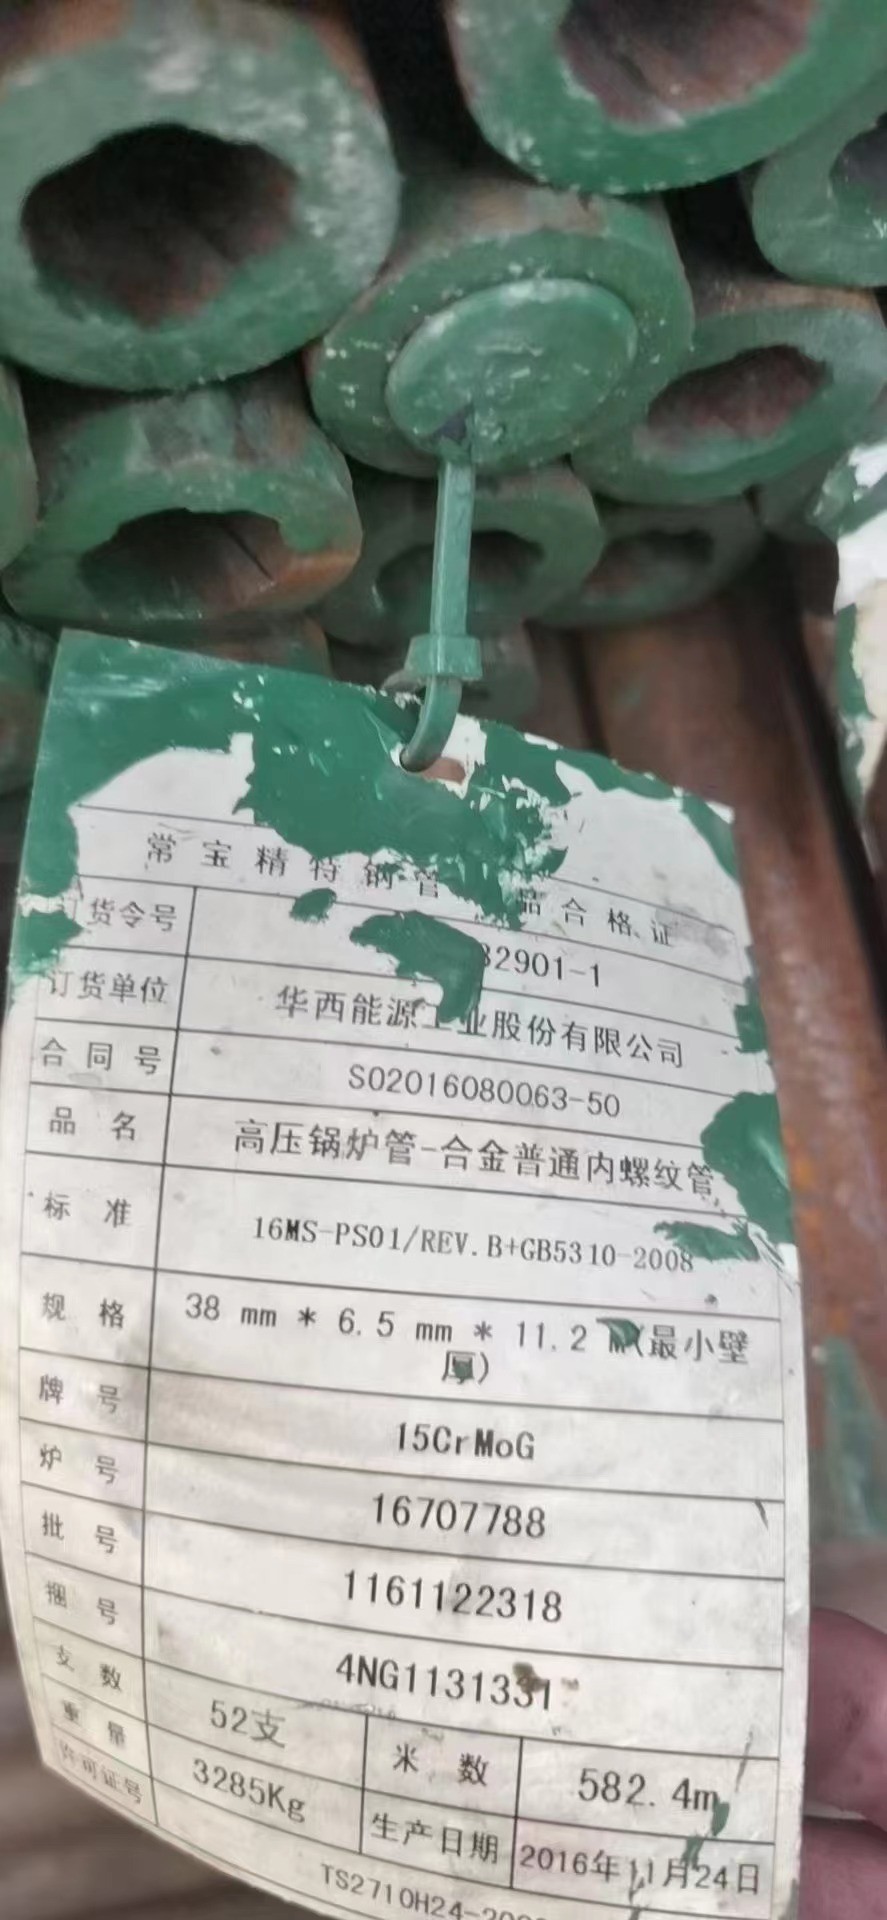 常宝精特钢管 品合格证
订货令号 32901-1
订货单位 华西能源工业股份有限公司
合同号 S02016080063-50
品名 高压锅炉管-合金普通内螺纹管
标准 16MS-PS01/REV.B+GB5310-2008
规格 38 mm * 6.5 mm * 11.2 m(最小壁
厚)
牌号 15CrMoG
炉号 16707788
批号 1161122318
捆号 4NG1131331
支数 52支 米数 582.4m
重量 3285Kg 生产日期 2016年11月24日
许可证号 TS2710H24-20